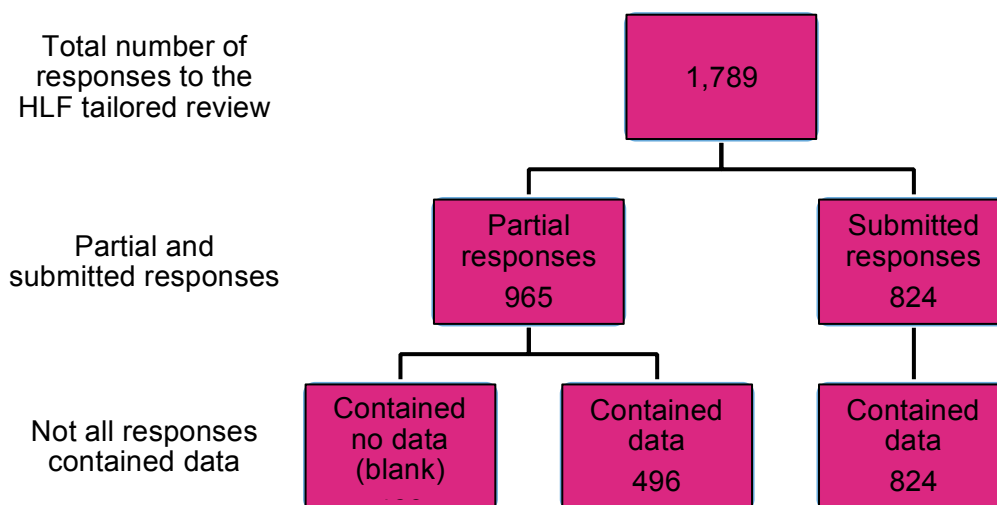 Total number of
responses to the
HLF tailored review
1,789
Partial and
submitted responses
Partial
responses
965
Submitted
responses
824
Not all responses
contained data
Contained
no data
(blank)
Contained
data
496
Contained
data
824